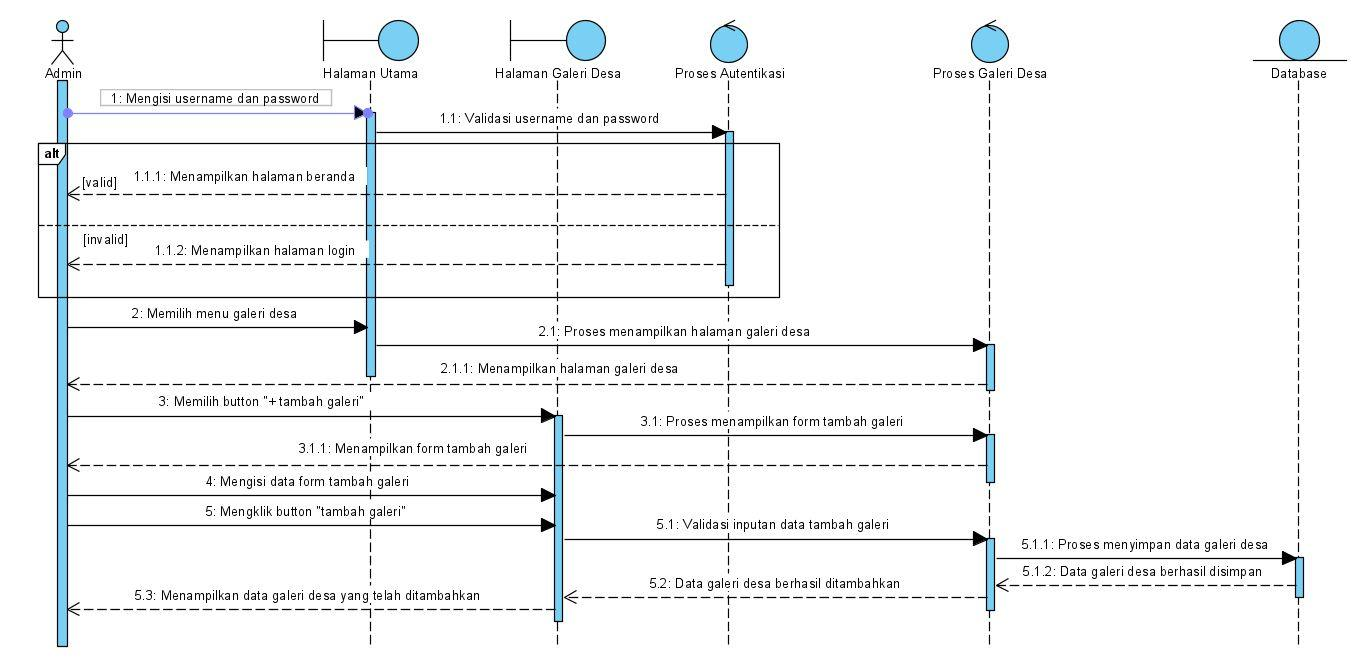 Admin
Halaman Utama
Halaman Galeri Desa
Proses Autentikasi
Proses Galeri Desa
Database
1: Mengisi username dan password
1.1: Validasi username dan password
alt
[valid]
1.1.1: Menampilkan halaman beranda
[invalid]
1.1.2: Menampilkan halaman login
2: Memilih menu galeri desa
2.1: Proses menampilkan halaman galeri desa
2.1.1: Menampilkan halaman galeri desa
3: Memilih button "+tambah galeri"
3.1: Proses menampilkan form tambah galeri
3.1.1: Menampilkan form tambah galeri
4: Mengisi data form tambah galeri
5: Mengklik button "tambah galeri"
5.1: Validasi inputan data tambah galeri
5.1.1: Proses menyimpan data galeri desa
5.1.2: Data galeri desa berhasil disimpan
5.2: Data galeri desa berhasil ditambahkan
5.3: Menampilkan data galeri desa yang telah ditambahkan